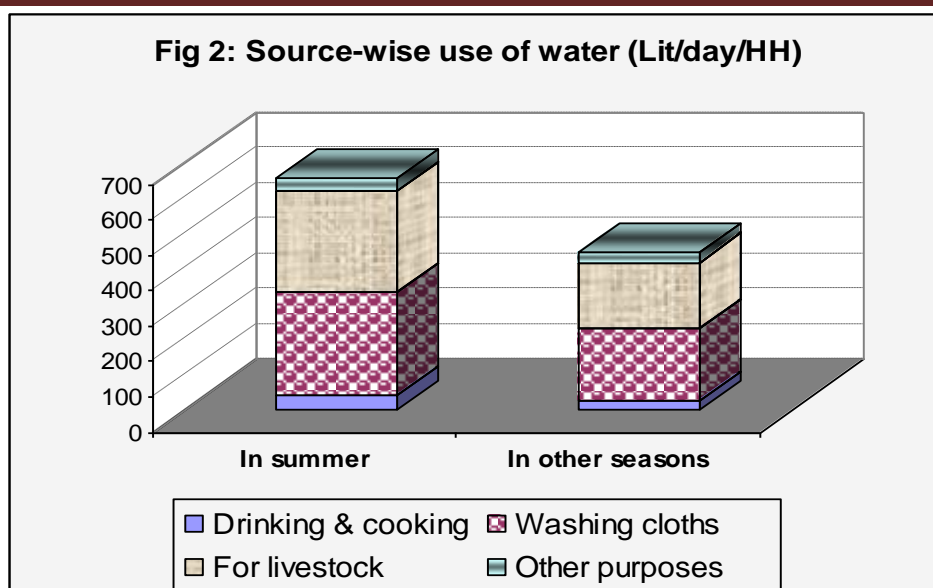 Fig 2: Source-wise use of water (Lit/day/HH)
700
600
500
400
300
200
100
0
In summer In other seasons
Drinking & cooking Washing cloths
For livestock Other purposes